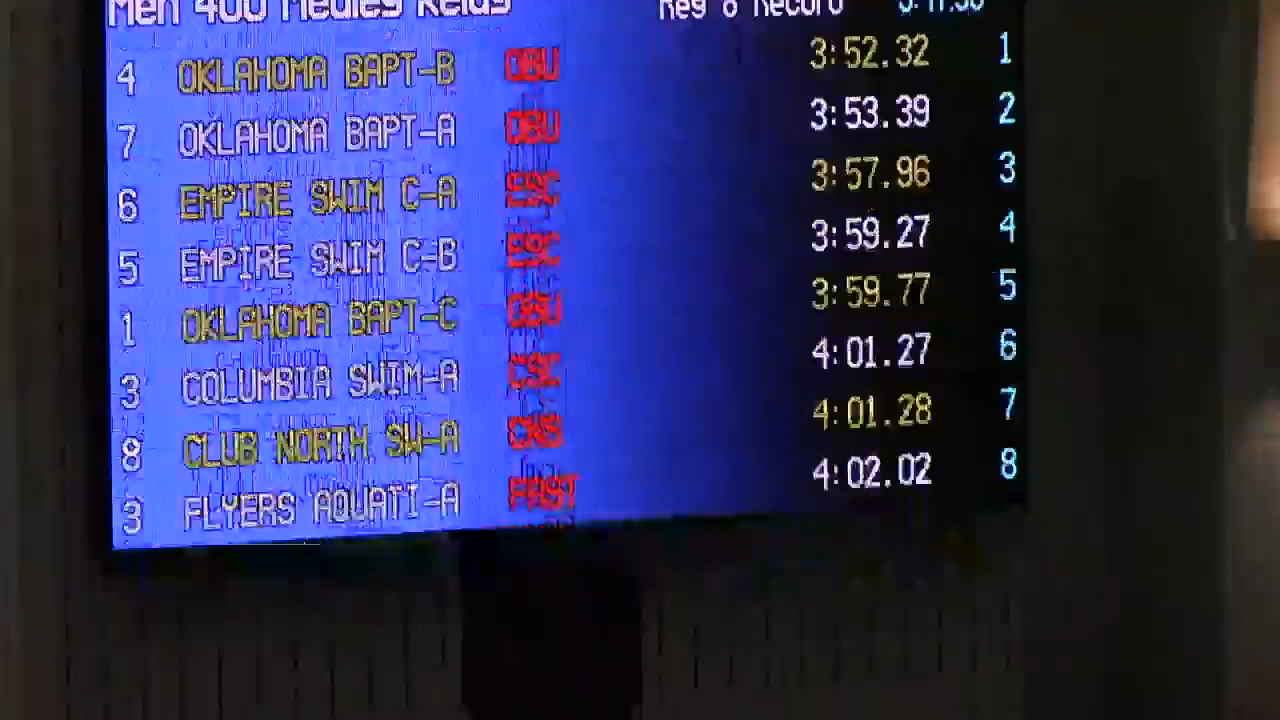 Men 400 Medley Relay Reg 8 Record
4 OKLAHOMA BAPT-B OBU 3:52.32 1
7 OKLAHOMA BAPT-A OBU 3:53.39 2
6 EMPIRE SWIM C-A ESC 3:57.96 3
5 EMPIRE SWIM C-B ESC 3:59.27 4
1 OKLAHOMA BAPT-C OBU 3:59.77 5
3 COLUMBIA SWIM-A CSC 4:01.27 6
8 CLUB NORTH SW-A CNS 4:01.28 7
3 FLYERS AQUATI-A FAST 4:02.02 8